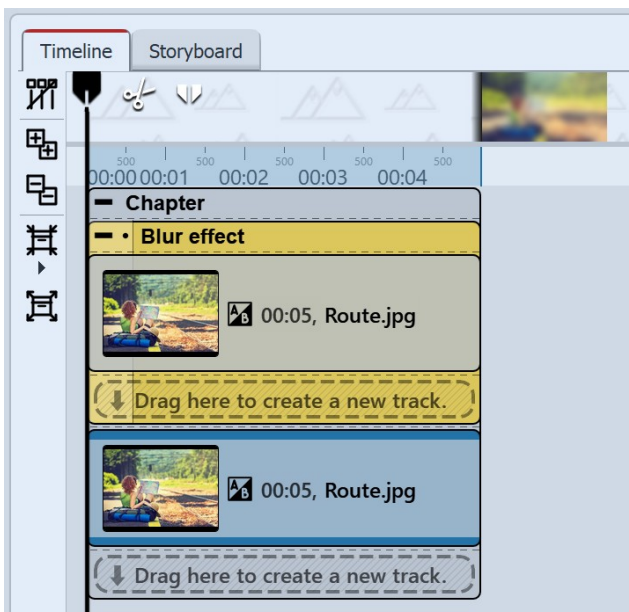 Timeline Storyboard
500 500 500 500 500
00:00 00:01 00:02 00:03 00:04
Chapter
Blur effect
A B 00:05, Route.jpg
Drag here to create a new track.
A B 00:05, Route.jpg
Drag here to create a new track.